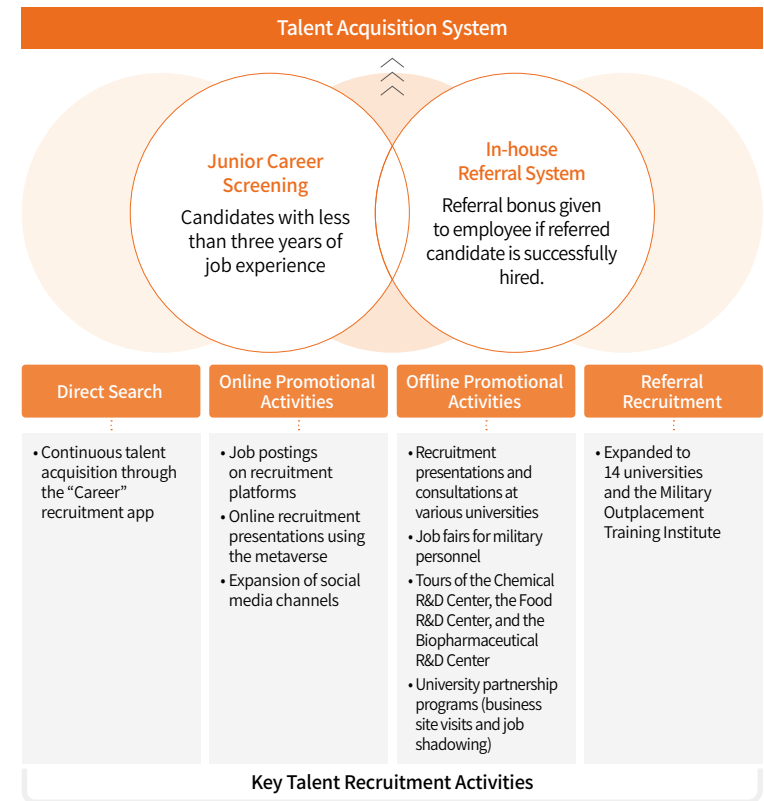 Talent Acquisition System
Junior Career
Screening
Candidates with less
than three years of
job experience
In-house
Referral System
Referral bonus given
to employee if referred
candidate is successfully
hired.
Direct Search
• Continuous talent
acquisition through
the “Career”
recruitment app
Online Promotional
Activities
• Job postings
on recruitment
platforms
• Online recruitment
presentations using
the metaverse
• Expansion of social
media channels
Offline Promotional
Activities
• Recruitment
presentations and
consultations at
various universities
• Job fairs for military
personnel
• Tours of the Chemical
R&D Center, the Food
R&D Center, and the
Biopharmaceutical
R&D Center
• University partnership
programs (business
site visits and job
shadowing)
Referral
Recruitment
• Expanded to
14 universities
and the Military
Outplacement
Training Institute
Key Talent Recruitment Activities